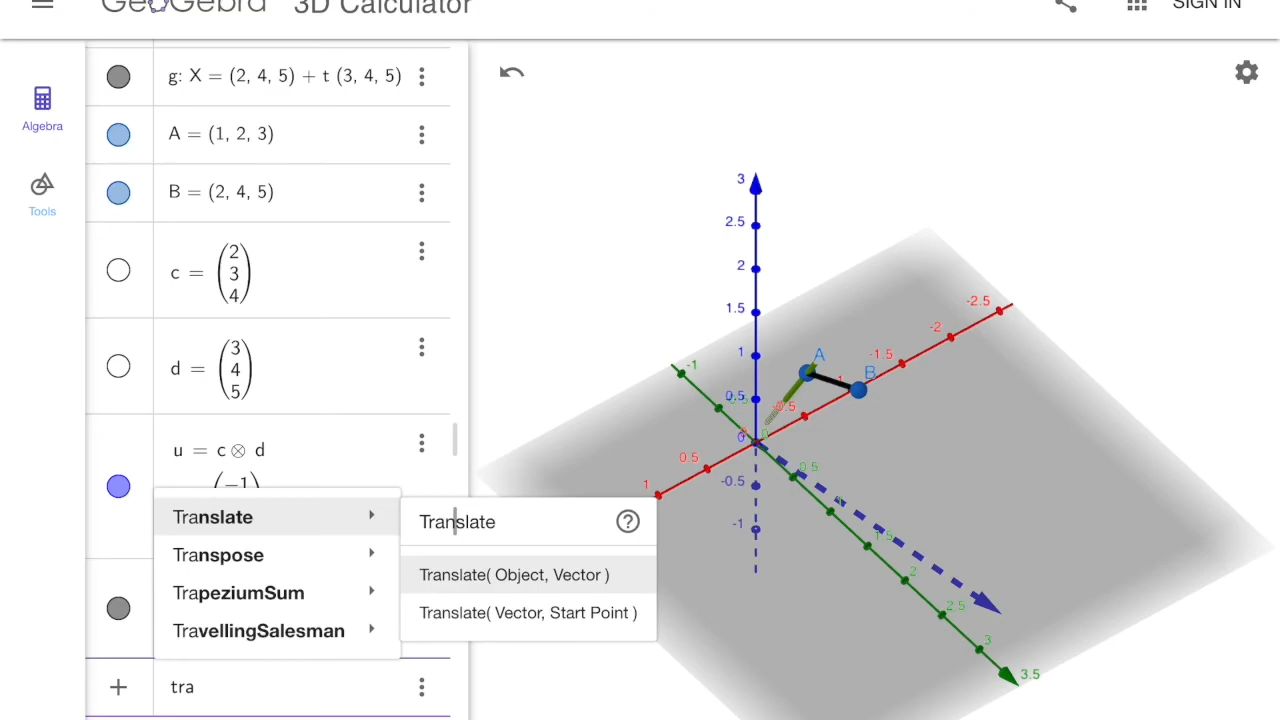 GeoGebra 3D Calculator
SIGN IN
Algebra
Tools
g: X = (2, 4, 5) + t (3, 4, 5)
A = (1, 2, 3)
B = (2, 4, 5)
c = (2
3
4)
d = (3
4
5)
u = c ⊗ d
(−1)
Translate
Transpose
TrapeziumSum
TravellingSalesman
Translate
Translate( Object, Vector )
Translate( Vector, Start Point )
tra
3
2.5
2
1.5
1
0.5
0
-0.5
-1
-2.5
-2
-1.5
-0.5
0.5
1
A
B
-1
0.5
1.5
2
2.5
3
3.5